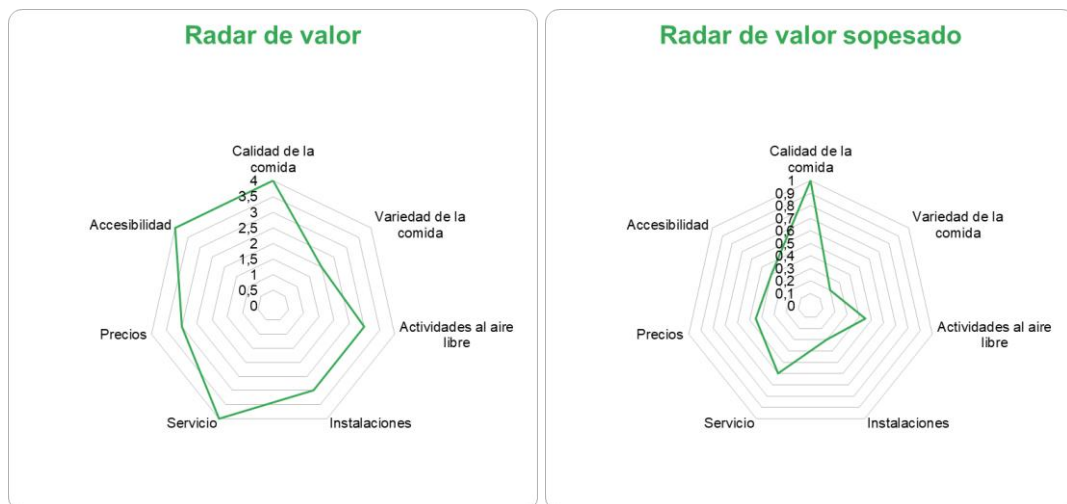 Radar de valor
Calidad de la
comida
4
3,5
3
2,5
2
1,5
1
0,5
0
Accesibilidad
Variedad de la
comida
Precios
Actividades al aire
libre
Servicio
Instalaciones
Radar de valor sopesado
Calidad de la
comida
1
0,9
0,8
0,7
0,6
0,5
0,4
0,3
0,2
0,1
0
Accesibilidad
Variedad de la
comida
Precios
Actividades al aire
libre
Servicio
Instalaciones